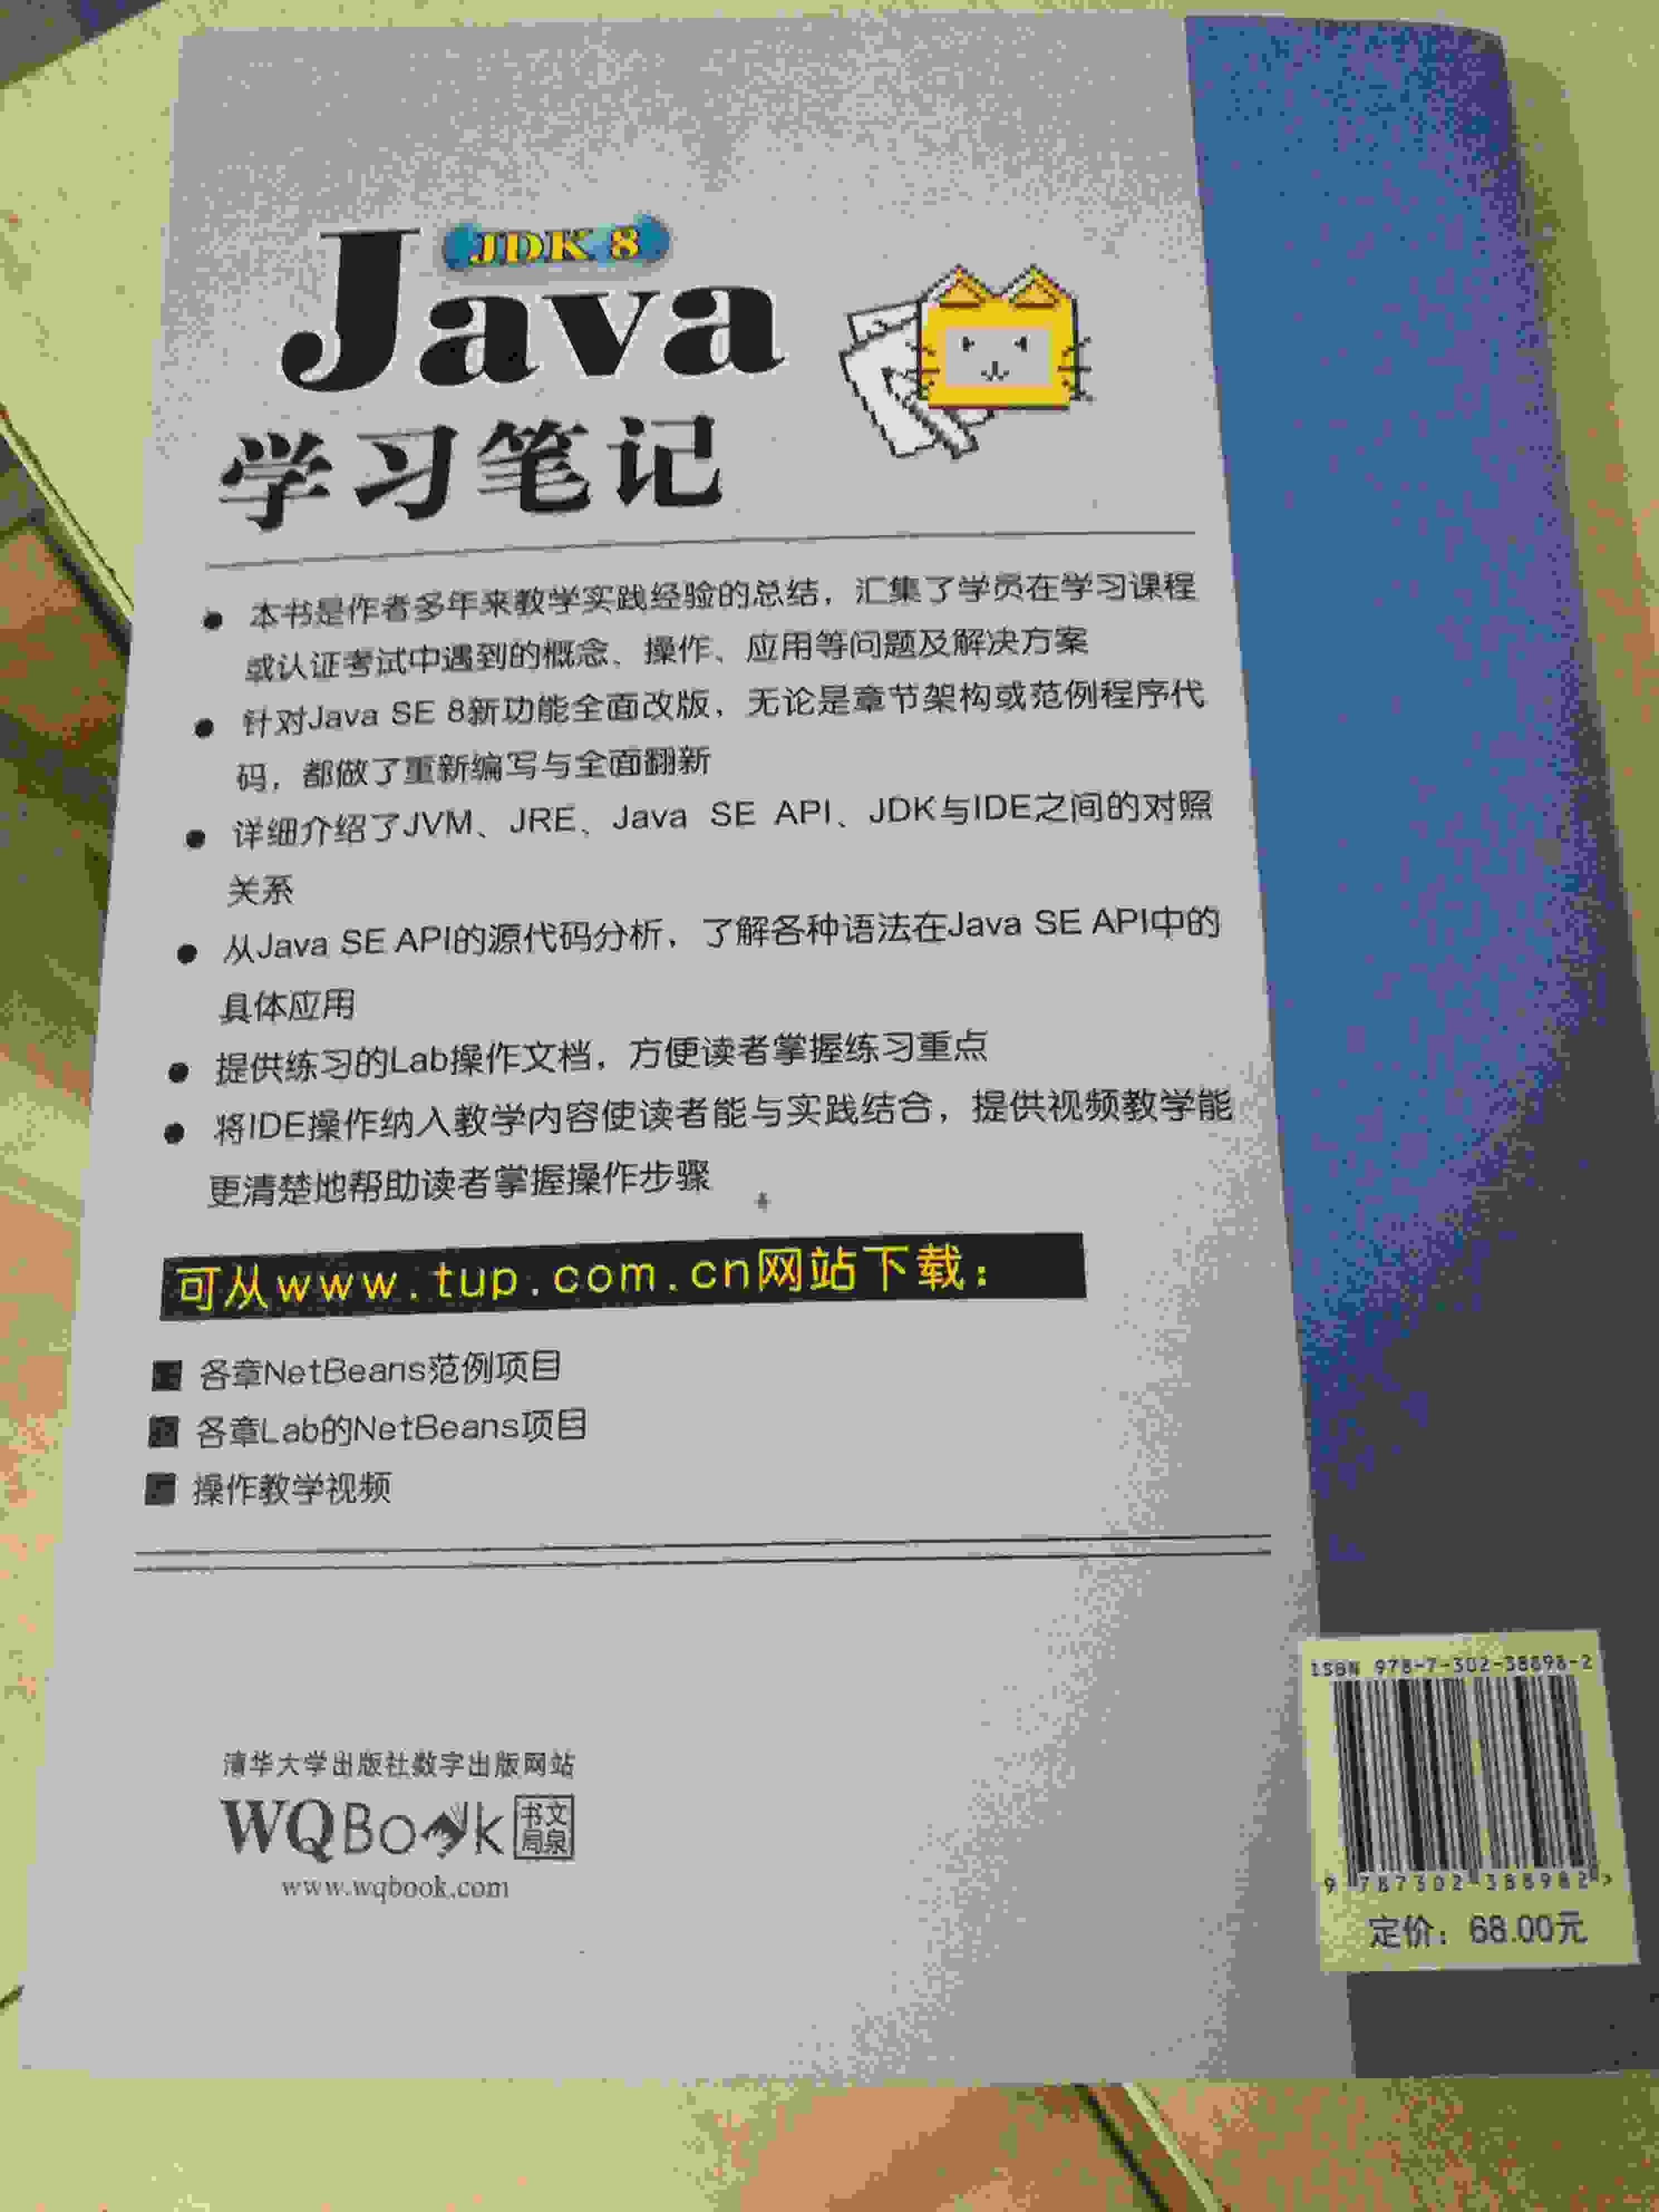 JDK 8
Java
学习笔记
● 本书是作者多年来教学实践经验的总结，汇集了学员在学习课程
或认证考试中遇到的概念、操作、应用等问题及解决方案
● 针对Java SE 8新功能全面改版，无论是章节架构或范例程序代
码，都做了重新编写与全面翻新
● 详细介绍了JVM、JRE、Java SE API、JDK与IDE之间的对照
关系
● 从Java SE API的源代码分析，了解各种语法在Java SE API中的
具体应用
● 提供练习的Lab操作文档，方便读者掌握练习重点
● 将IDE操作纳入教学内容使读者能与实践结合，提供视频教学能
更清楚地帮助读者掌握操作步骤
可从www.tup.com.cn网站下载：
■ 各章NetBeans范例项目
■ 各章Lab的NetBeans项目
■ 操作教学视频
清华大学出版社数字出版网站
WQBook 书文
局泉
www.wqbook.com
ISBN 978-7-302-38898-2
9 787302 388982 >
定价：68.00元